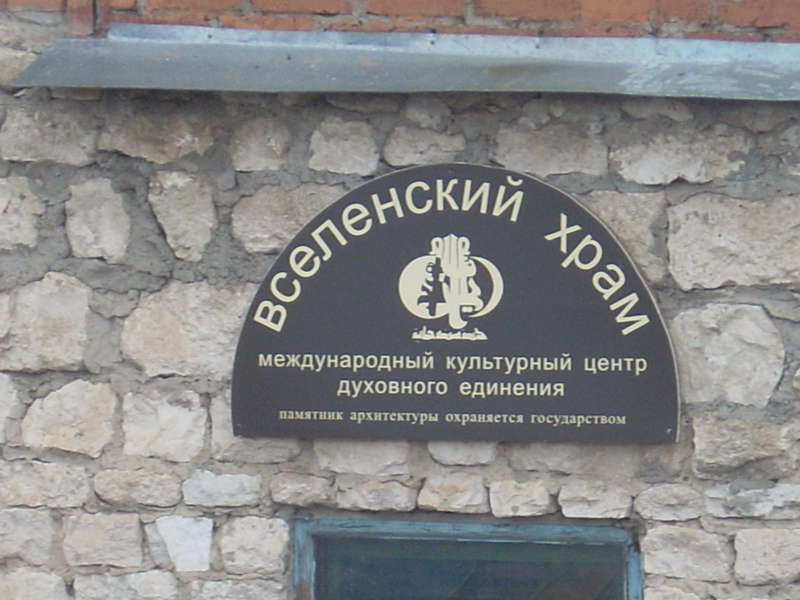 вселенский храм
международный культурный центр
духовного единения
памятник архитектуры охраняется государством